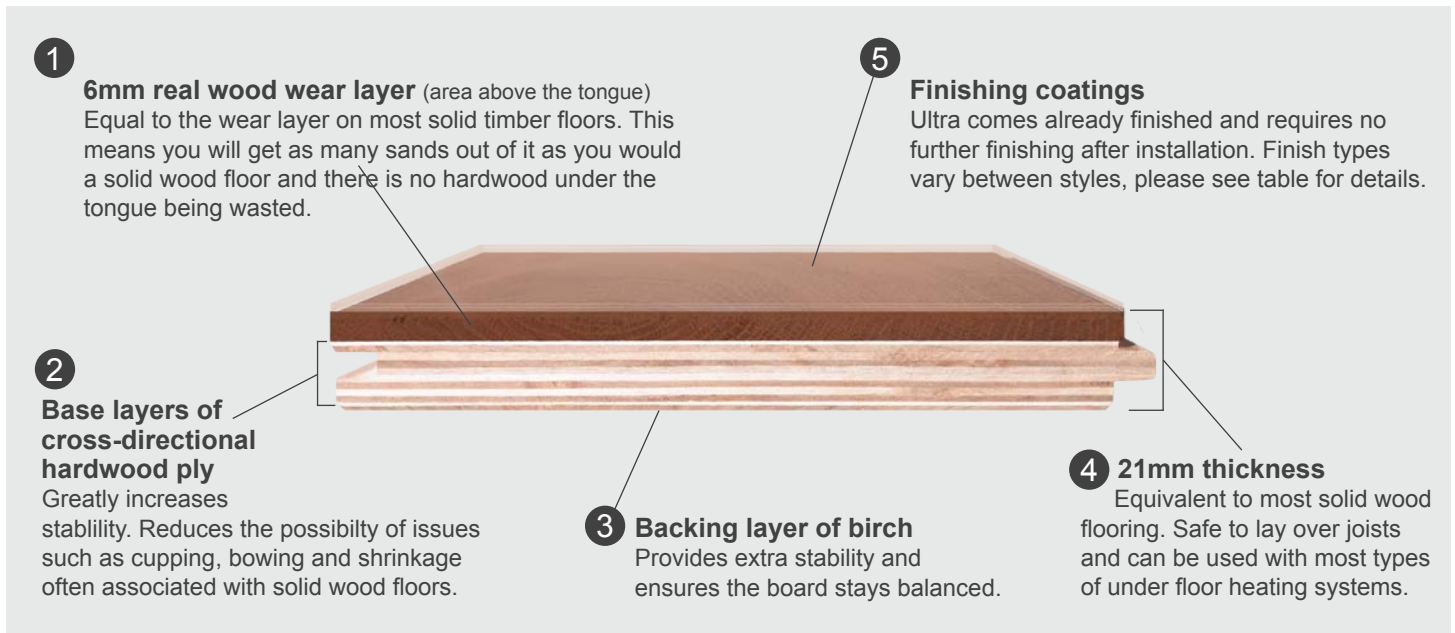 1
6mm real wood wear layer (area above the tongue)
Equal to the wear layer on most solid timber floors. This
means you will get as many sands out of it as you would
a solid wood floor and there is no hardwood under the
tongue being wasted.
5
Finishing coatings
Ultra comes already finished and requires no
further finishing after installation. Finish types
vary between styles, please see table for details.
2
Base layers of
cross-directional
hardwood ply
Greatly increases
stablility. Reduces the possibilty of issues
such as cupping, bowing and shrinkage
often associated with solid wood floors.
3 Backing layer of birch
Provides extra stability and
ensures the board stays balanced.
4 21mm thickness
Equivalent to most solid wood
flooring. Safe to lay over joists
and can be used with most types
of under floor heating systems.